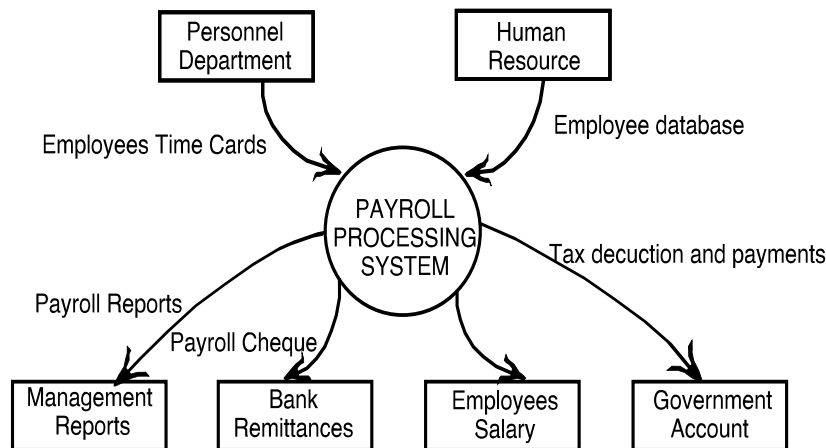 Personnel
Department
Human
Resource
Employees Time Cards
Employee database
PAYROLL
PROCESSING
SYSTEM
Tax decuction and payments
Payroll Reports
Payroll Cheque
Management
Reports
Bank
Remittances
Employees
Salary
Government
Account